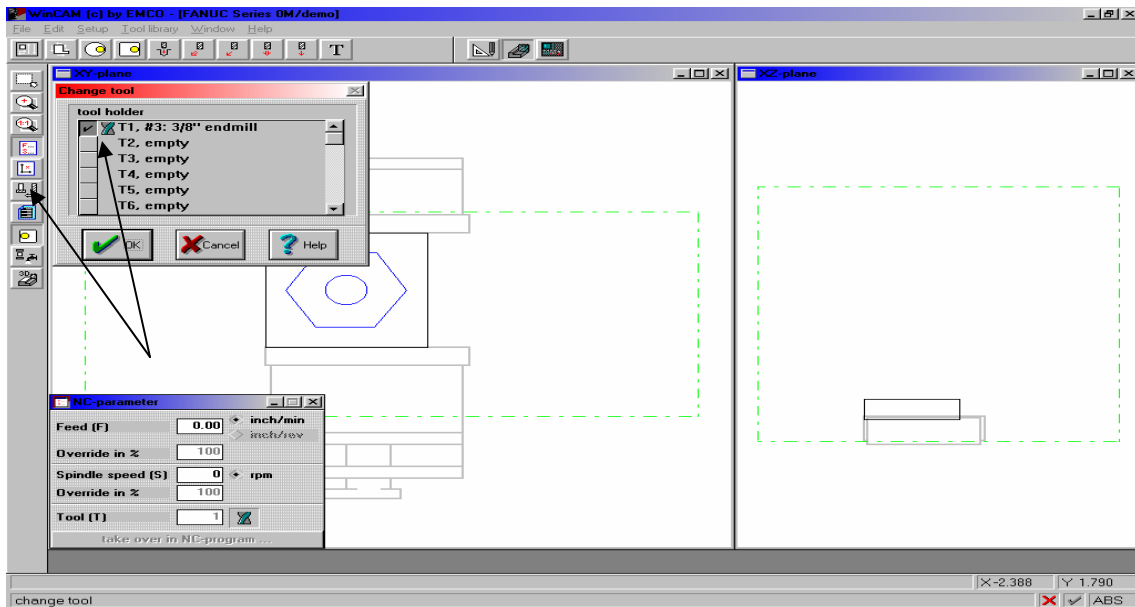 WinCAM (c) by EMCO - [FANUC Series 0M/demo]
File Edit Setup Tool library Window Help
T
XY-plane
XZ-plane
Change tool
tool holder
T1, #3: 3/8" endmill
T2, empty
T3, empty
T4, empty
T5, empty
T6, empty
OK
Cancel
? Help
NC-parameter
Feed (F) 0.00 inch/min
inch/rev
Override in % 100
Spindle speed (S) 0 rpm
Override in % 100
Tool (T) 1
take over in NC-program ...
X-2.388 Y 1.790
change tool ABS